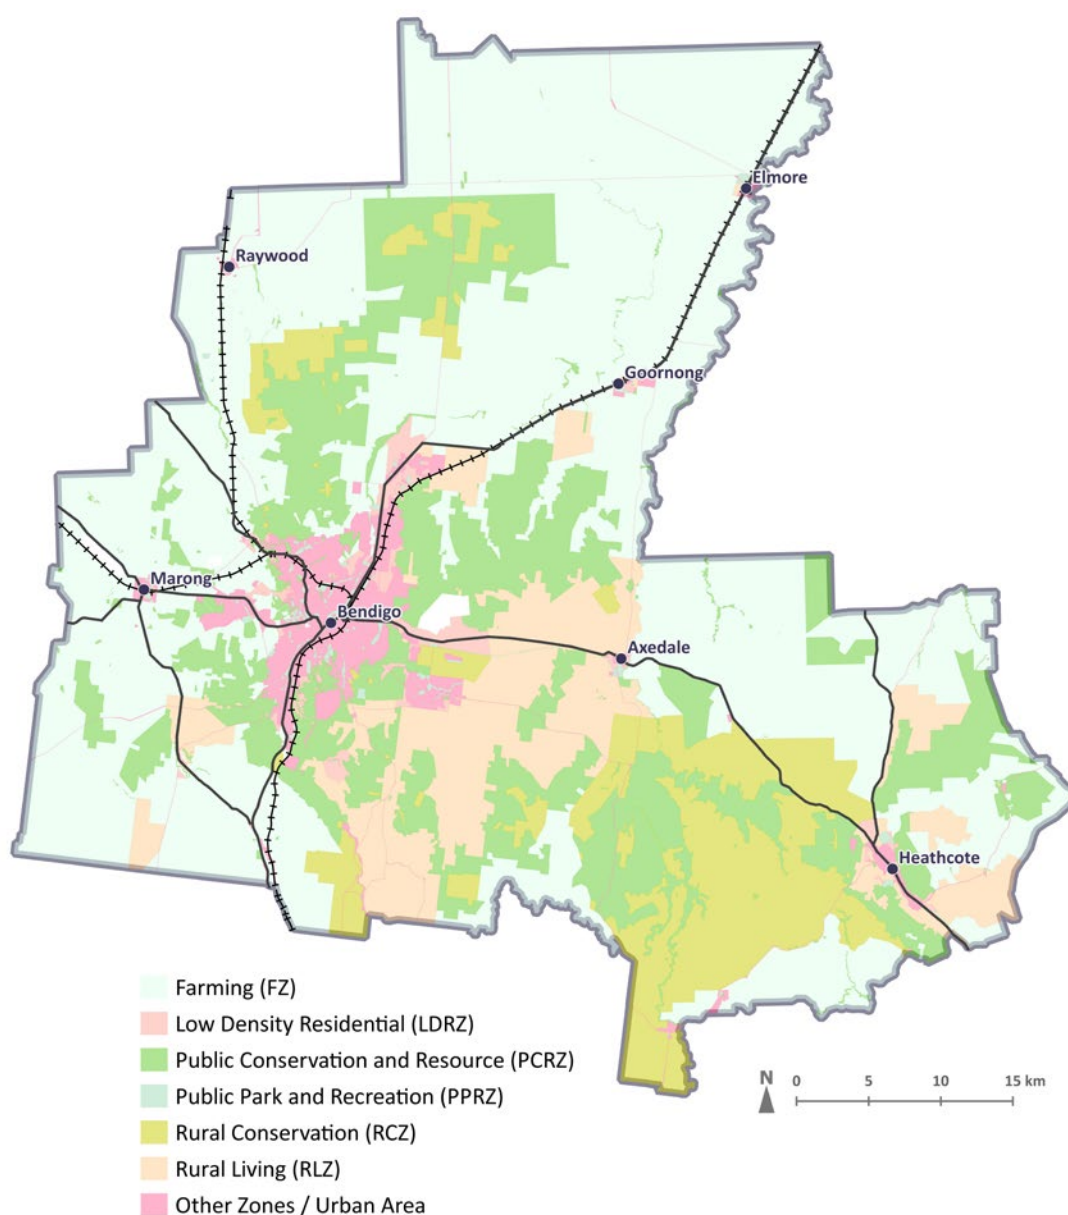 Elmore
Raywood
Goornong
Marong
Bendigo
Axedale
Heathcote
Farming (FZ)
Low Density Residential (LDRZ)
Public Conservation and Resource (PCRZ)
Public Park and Recreation (PPRZ)
Rural Conservation (RCZ)
Rural Living (RLZ)
Other Zones / Urban Area
N 0 5 10 15 km